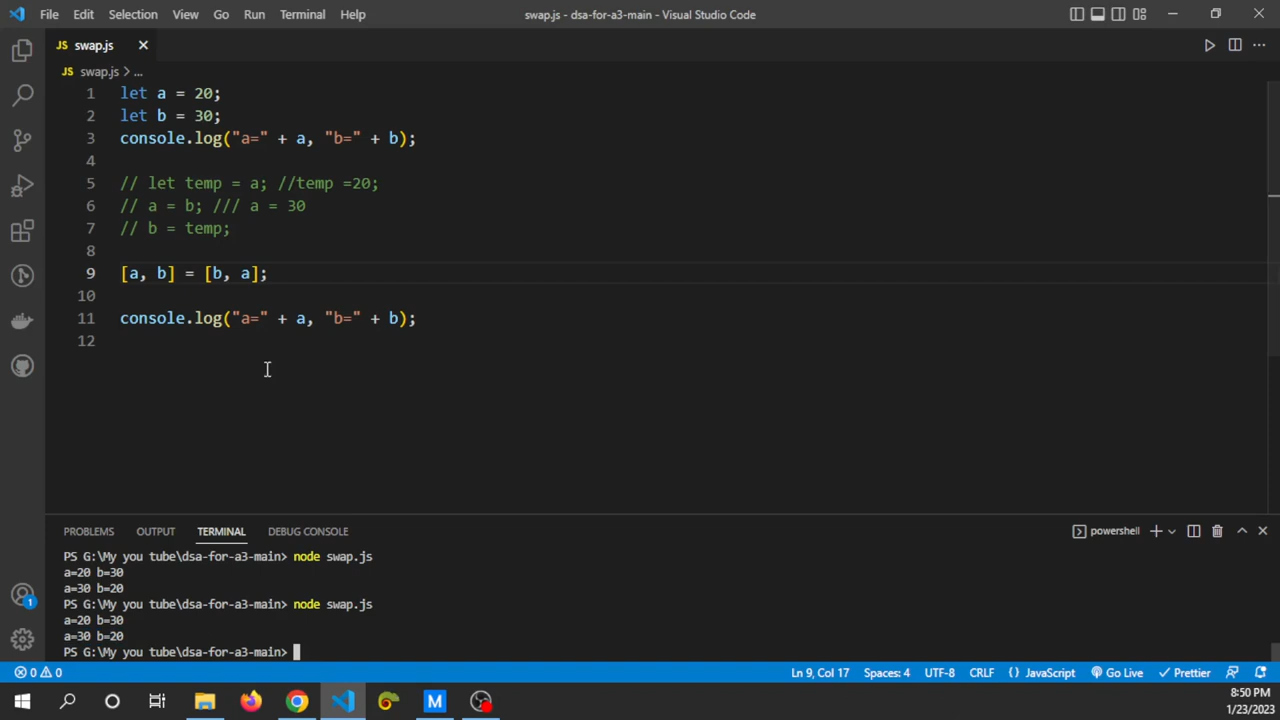 File Edit Selection View Go Run Terminal Help swap.js - dsa-for-a3-main - Visual Studio Code
JS swap.js
JS swap.js > ...
1 let a = 20;
2 let b = 30;
3 console.log("a=" + a, "b=" + b);
4
5 // let temp = a; //temp =20;
6 // a = b; /// a = 30
7 // b = temp;
8
9 [a, b] = [b, a];
10
11 console.log("a=" + a, "b=" + b);
12
PROBLEMS OUTPUT TERMINAL DEBUG CONSOLE powershell
PS G:\My you tube\dsa-for-a3-main> node swap.js
a=20 b=30
a=30 b=20
PS G:\My you tube\dsa-for-a3-main> node swap.js
a=20 b=30
a=30 b=20
PS G:\My you tube\dsa-for-a3-main>
1
0 0 Ln 9, Col 17 Spaces: 4 UTF-8 CRLF {} JavaScript Go Live Prettier
M
8:50 PM
1/23/2023